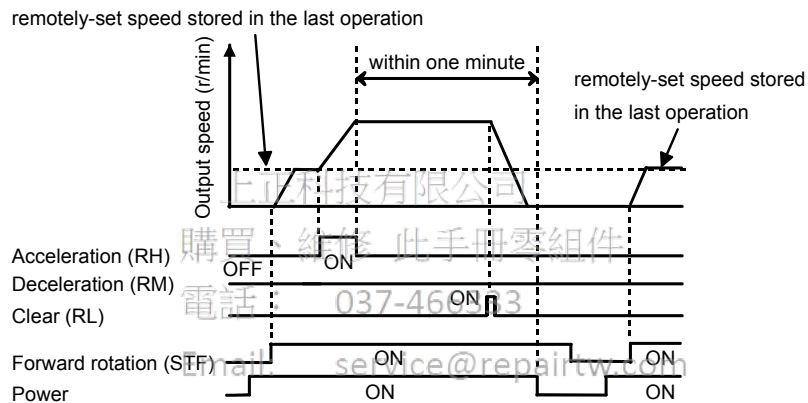 remotely-set speed stored in the last operation
within one minute
remotely-set speed stored
in the last operation
Output speed (r/min)
上正科技有限公司
購買、維修 此手冊零組件
Acceleration (RH)
OFF
ON
Deceleration (RM)
電話： 037-466333
ON
Clear (RL)
Forward rotation (STF)
ON
ON
Email: service@repairtw.com
Power
ON
ON